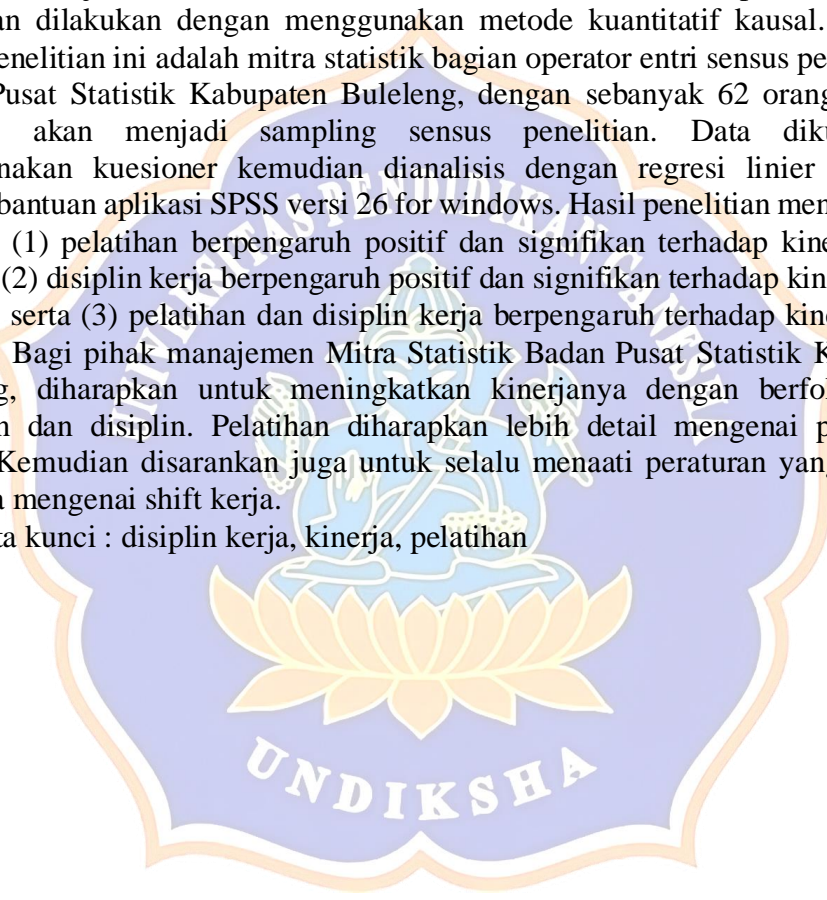 an dilakukan dengan menggunakan metode kuantitatif kausal.
enelitian ini adalah mitra statistik bagian operator entri sensus pe
Pusat Statistik Kabupaten Buleleng, dengan sebanyak 62 orang
akan menjadi sampling sensus penelitian. Data diku
nakan kuesioner kemudian dianalisis dengan regresi linier
bantuan aplikasi SPSS versi 26 for windows. Hasil penelitian men
(1) pelatihan berpengaruh positif dan signifikan terhadap kine
(2) disiplin kerja berpengaruh positif dan signifikan terhadap kin
serta (3) pelatihan dan disiplin kerja berpengaruh terhadap kine
Bagi pihak manajemen Mitra Statistik Badan Pusat Statistik K
g, diharapkan untuk meningkatkan kinerjanya dengan berfok
n dan disiplin. Pelatihan diharapkan lebih detail mengenai p
Kemudian disarankan juga untuk selalu menaati peraturan yang
a mengenai shift kerja.
ta kunci : disiplin kerja, kinerja, pelatihan
UNIVERSITAS PENDIDIKAN GANESHA
UNDIKSHA